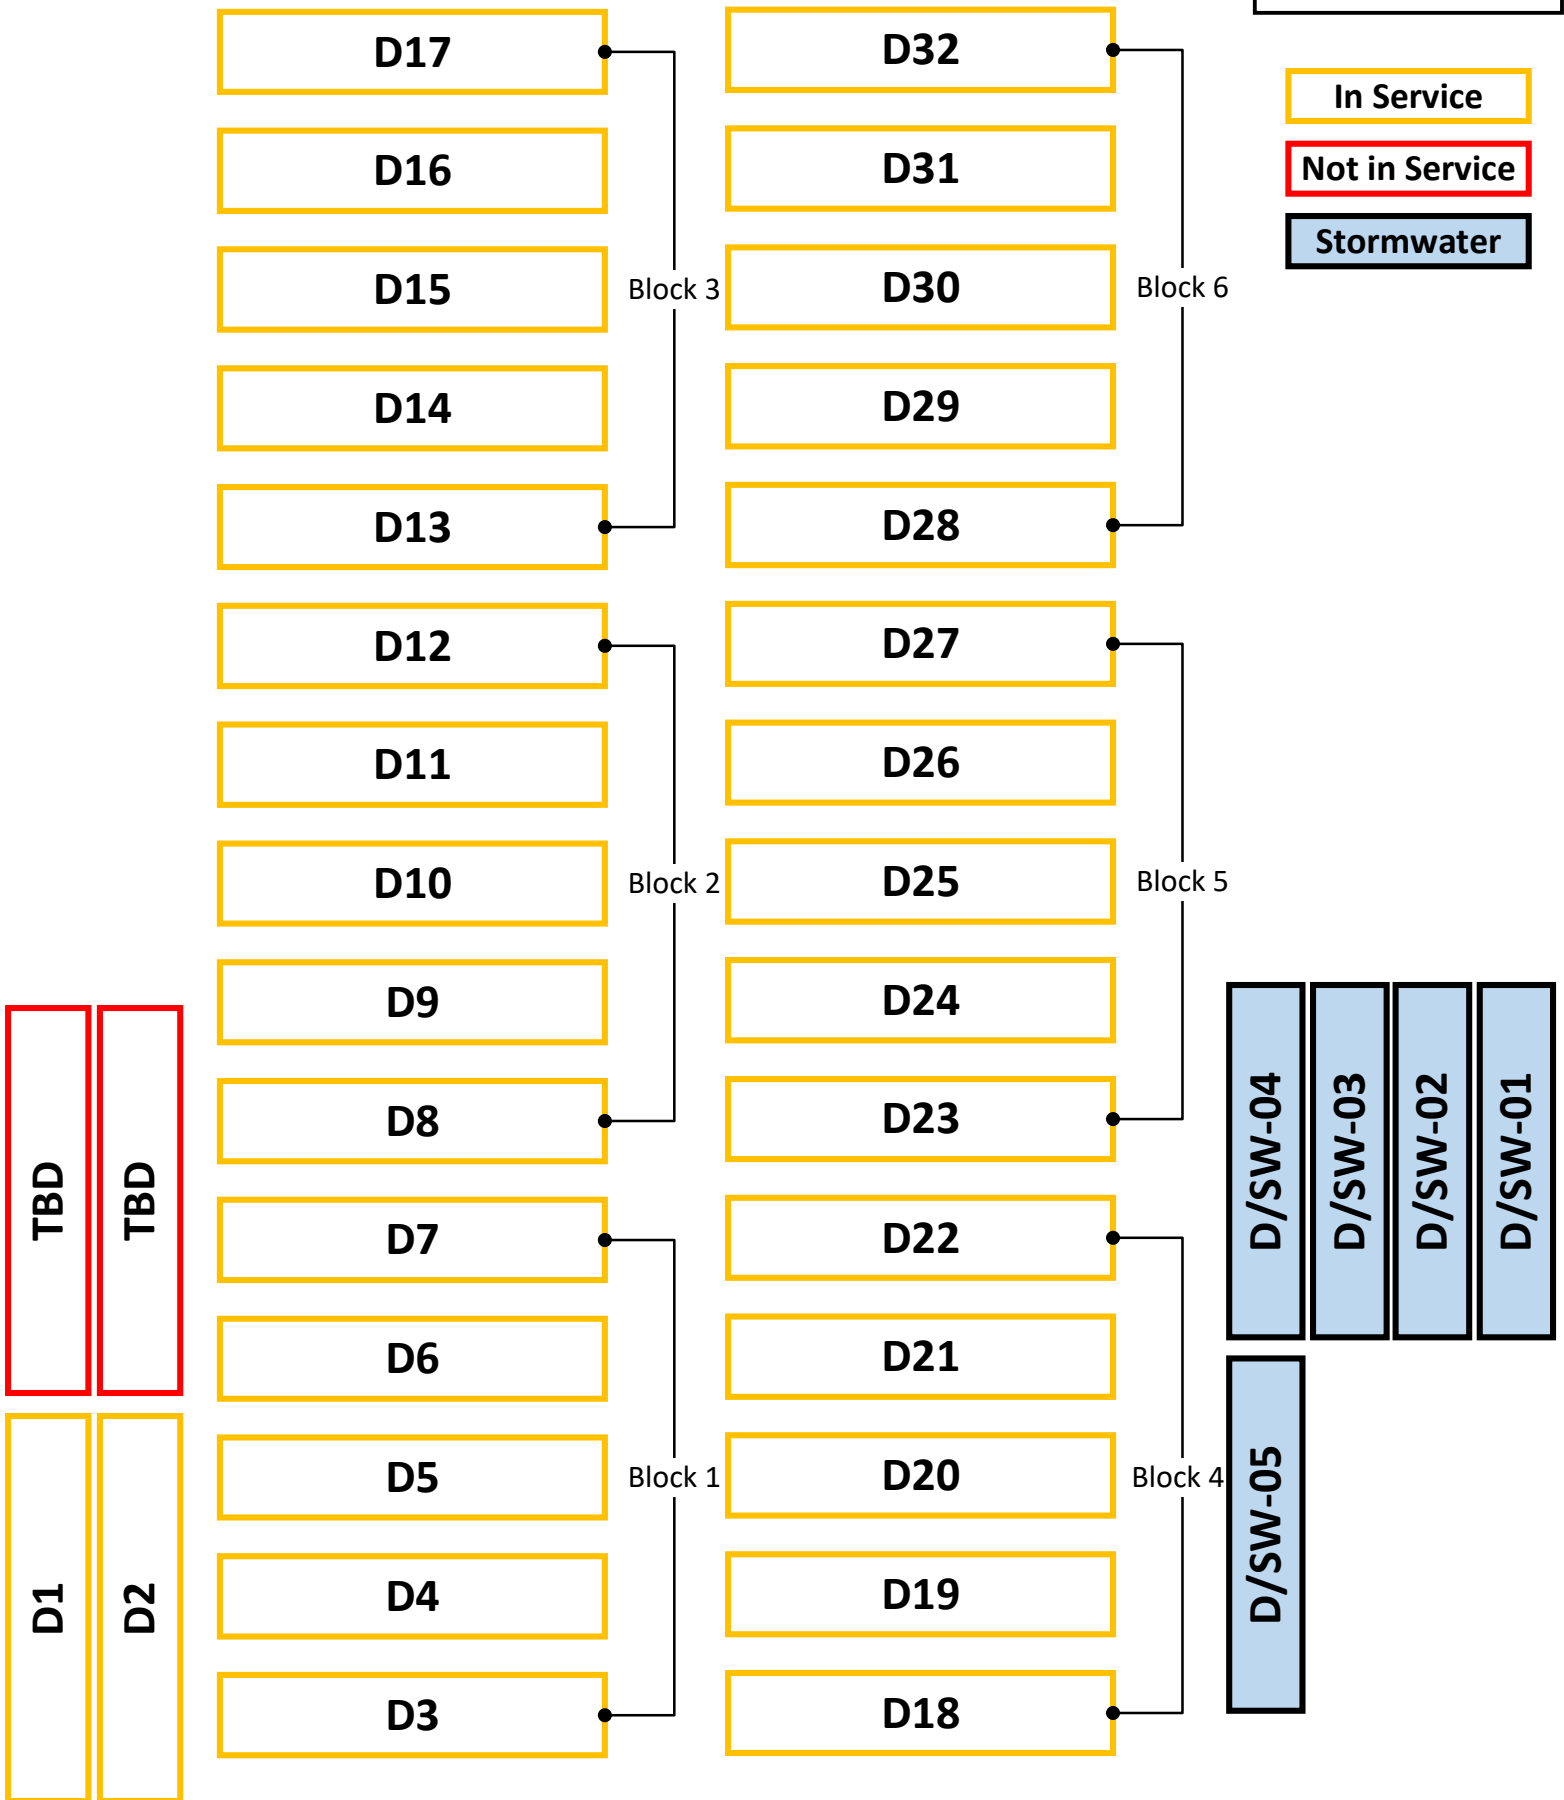 D17
D16
D15
D14
D13
Block 3
D12
D11
D10
D9
D8
Block 2
D7
D6
D5
D4
D3
Block 1
D32
D31
D30
D29
D28
Block 6
D27
D26
D25
D24
D23
Block 5
D22
D21
D20
D19
D18
Block 4
In Service
Not in Service
Stormwater
TBD
TBD
D1
D2
D/SW-04
D/SW-03
D/SW-02
D/SW-01
D/SW-05